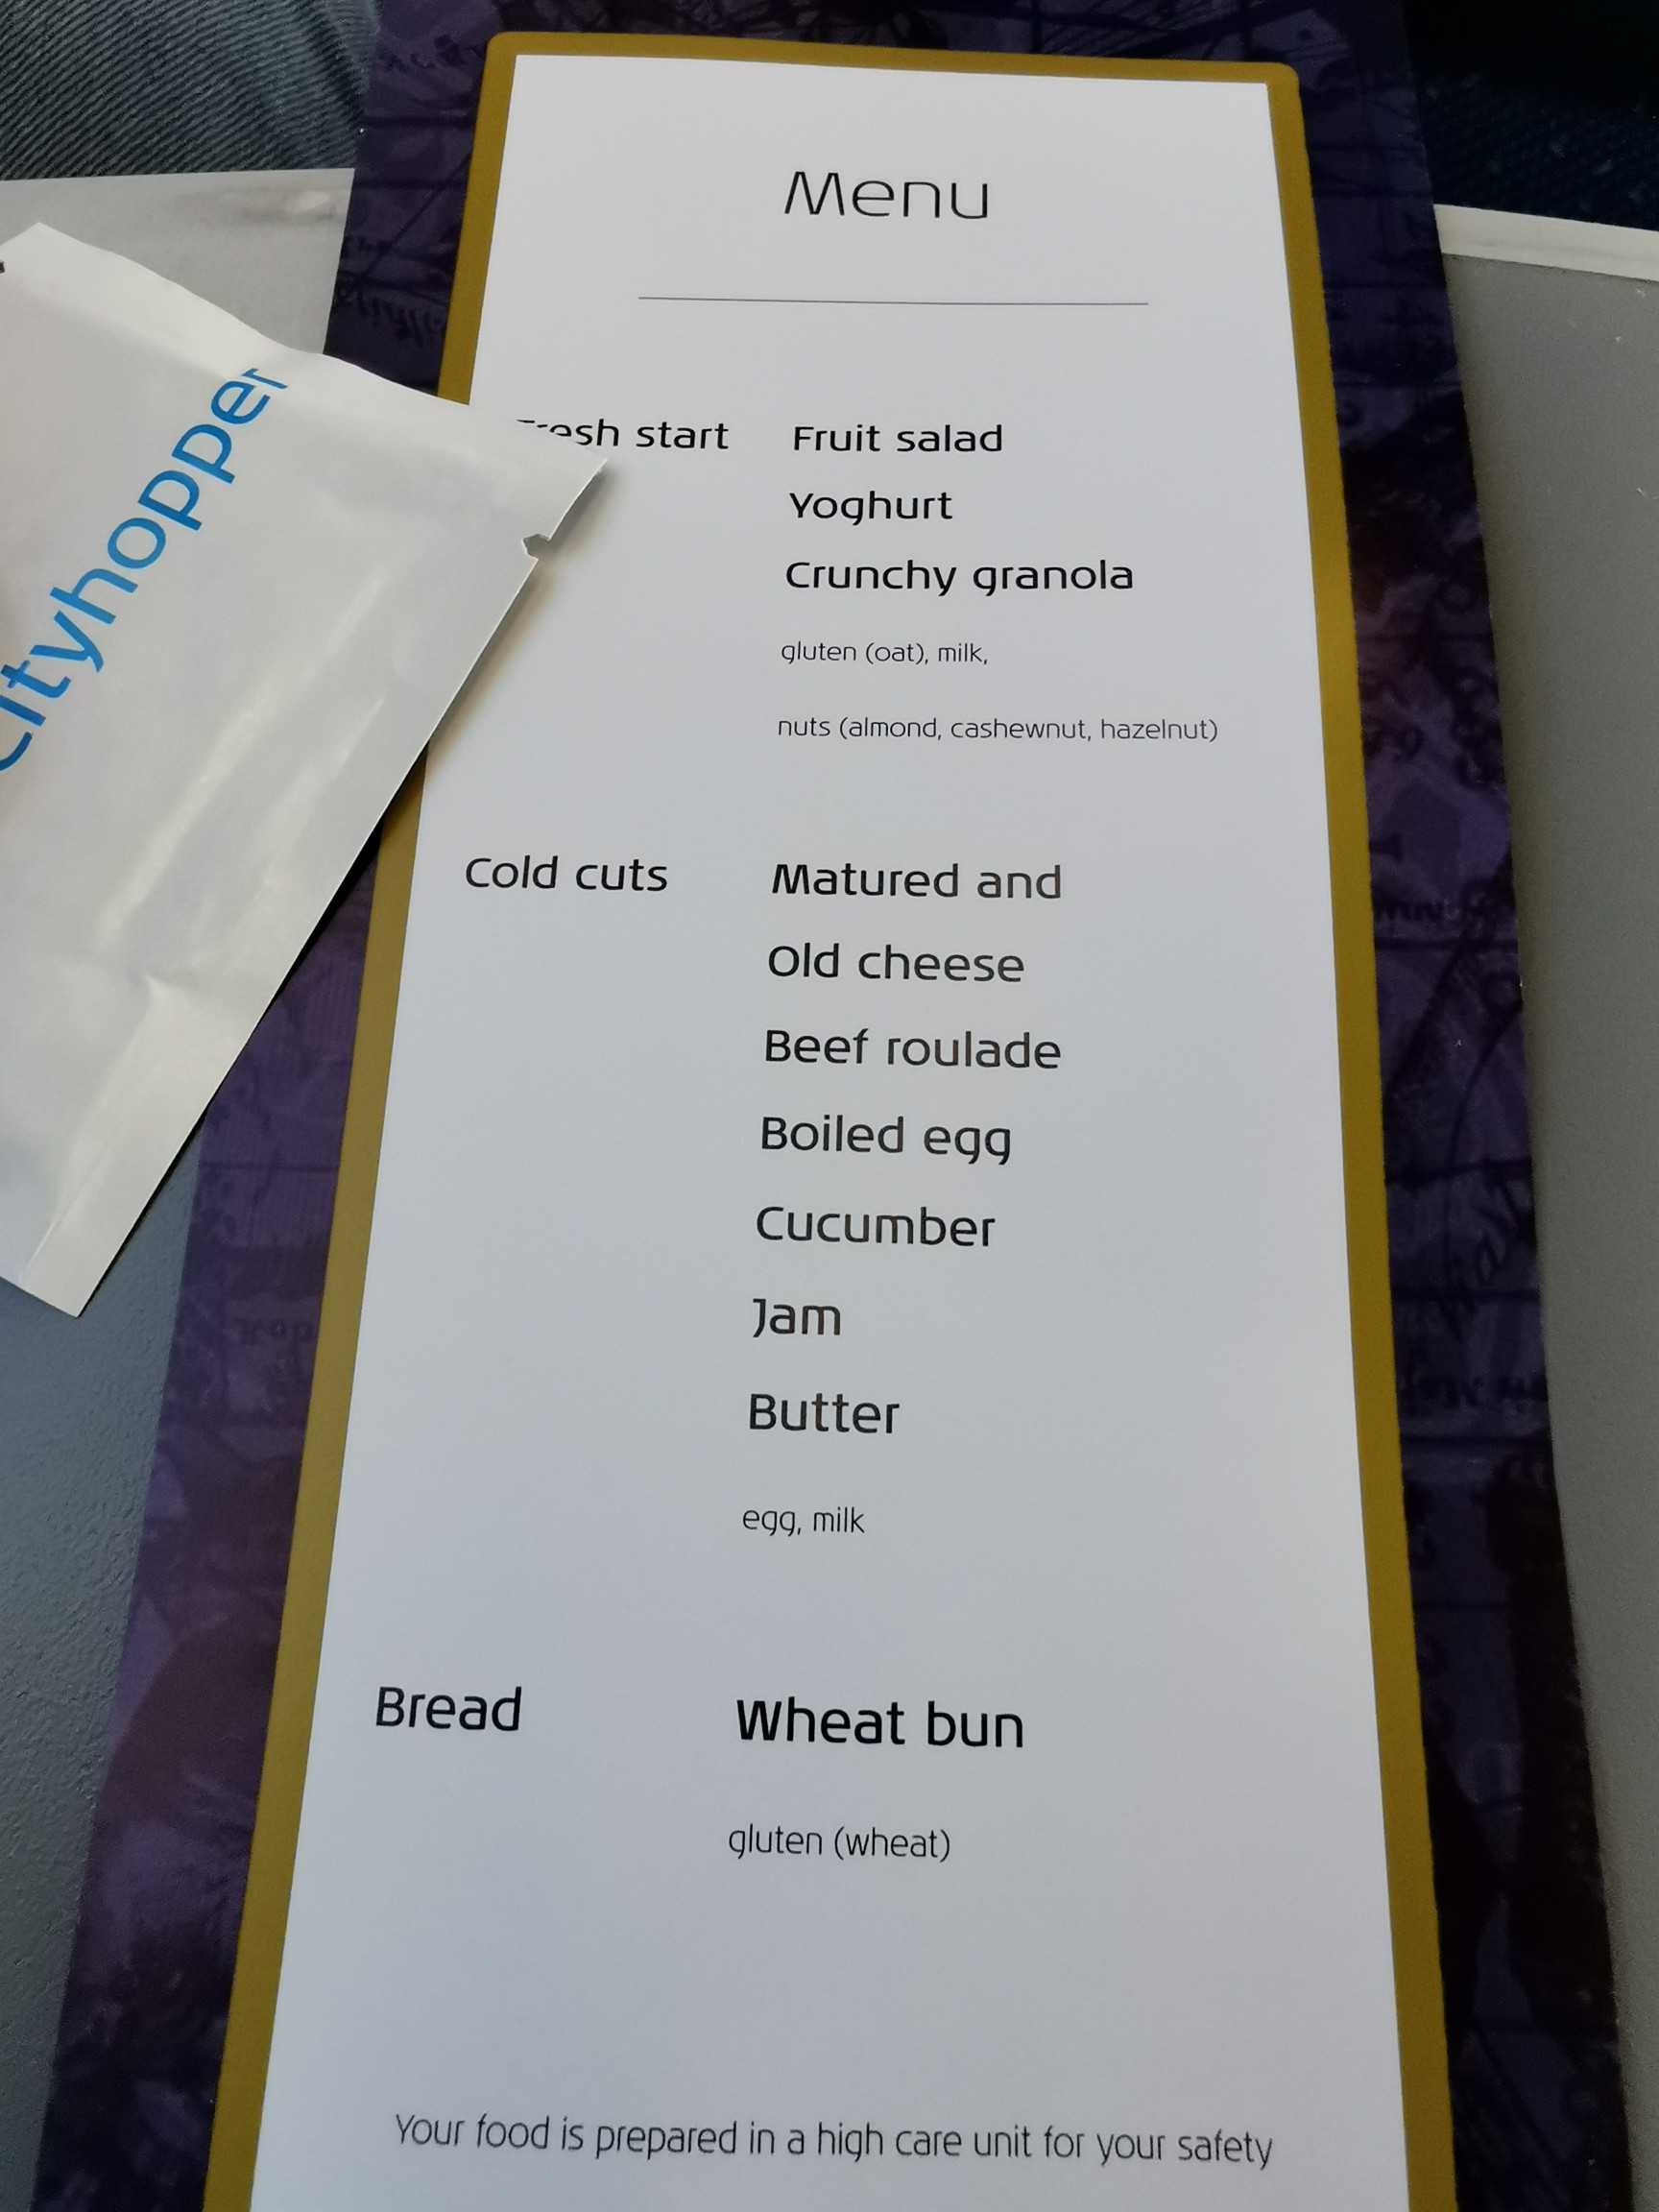 Menu
cityhopper
Fresh start
Fruit salad
Yoghurt
Crunchy granola
gluten (oat), milk,
nuts (almond, cashewnut, hazelnut)
Cold cuts
Matured and
Old cheese
Beef roulade
Boiled egg
Cucumber
Jam
Butter
egg, milk
Bread
Wheat bun
gluten (wheat)
Your food is prepared in a high care unit for your safety